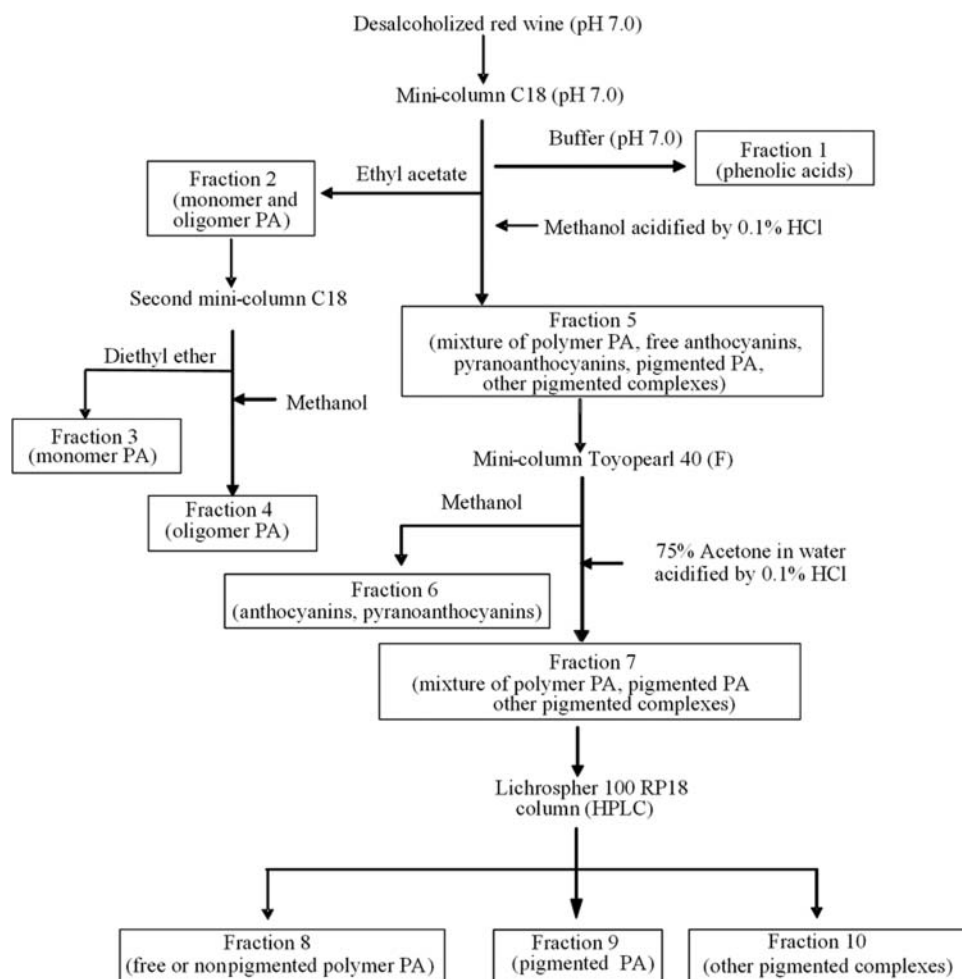 Desalcoholized red wine (pH 7.0)
Mini-column C18 (pH 7.0)
Buffer (pH 7.0)
Fraction 1
(phenolic acids)
Ethyl acetate
Fraction 2
(monomer and
oligomer PA)
Methanol acidified by 0.1% HCl
Second mini-column C18
Fraction 5
(mixture of polymer PA, free anthocyanins,
pyranoanthocyanins, pigmented PA,
other pigmented complexes)
Diethyl ether
Methanol
Fraction 3
(monomer PA)
Mini-column Toyopearl 40 (F)
Fraction 4
(oligomer PA)
Methanol
75% Acetone in water
acidified by 0.1% HCl
Fraction 6
(anthocyanins, pyranoanthocyanins)
Fraction 7
(mixture of polymer PA, pigmented PA
other pigmented complexes)
Lichrospher 100 RP18
column (HPLC)
Fraction 8
(free or nonpigmented polymer PA)
Fraction 9
(pigmented PA)
Fraction 10
(other pigmented complexes)